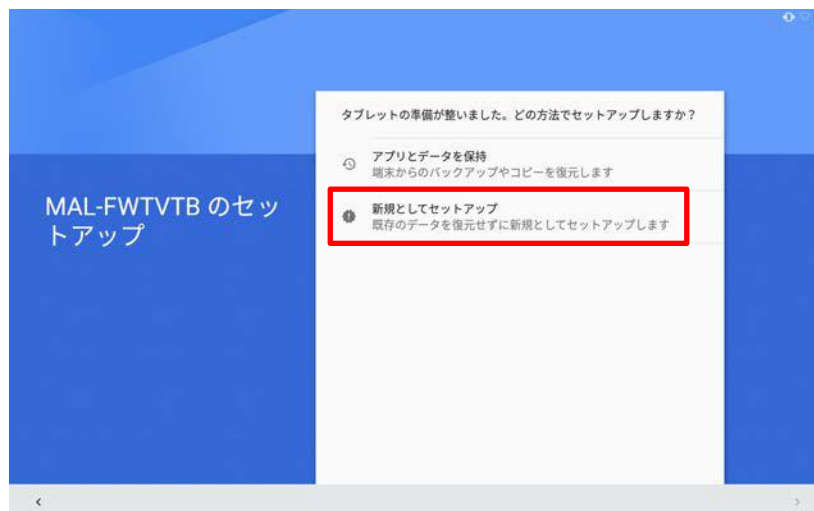 タブレットの準備が整いました。どの方法でセットアップしますか？
アプリとデータを保持
端末からのバックアップやコピーを復元します
MAL-FWTVTB のセッ
トアップ
新規としてセットアップ
既存のデータを復元せずに新規としてセットアップします